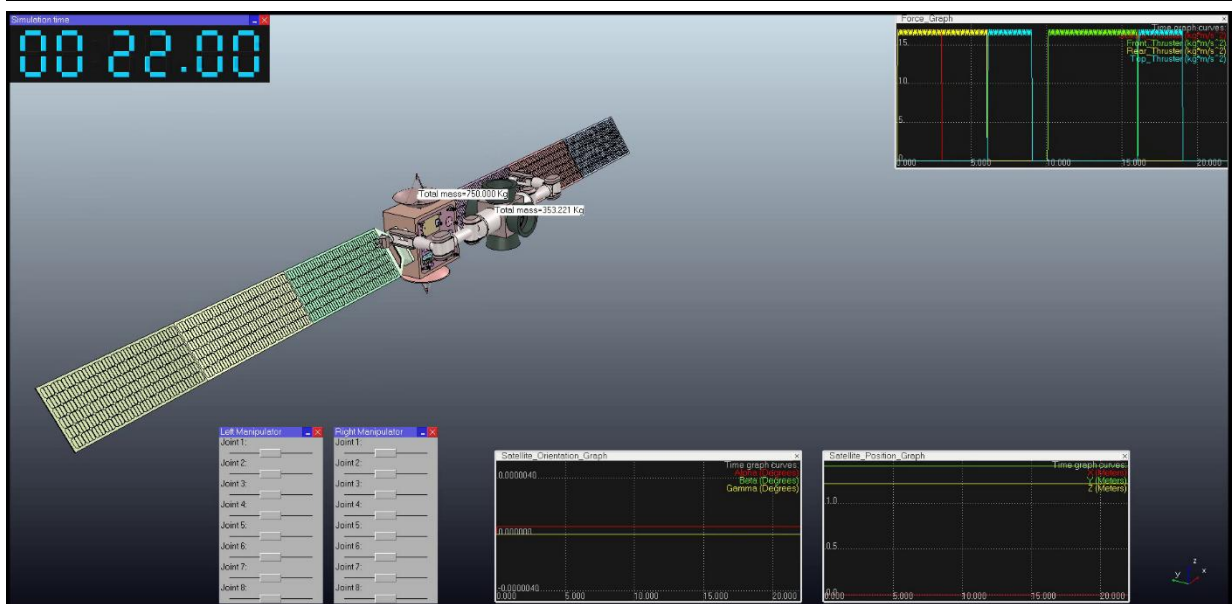 Simulation time
00 22.00
Force_Graph
Time graph curves:
Front_Thruster (kg*m/s^2)
Rear_Thruster (kg*m/s^2)
Top_Thruster (kg*m/s^2)
15.
10.
5.
0
0.000 5.000 10.000 15.000 20.000
Total mass=750.000 Kg
Total mass=353.221 Kg
Left Manipulator
Joint 1:
Joint 2:
Joint 3:
Joint 4:
Joint 5:
Joint 6:
Joint 7:
Joint 8:
Right Manipulator
Joint 1:
Joint 2:
Joint 3:
Joint 4:
Joint 5:
Joint 6:
Joint 7:
Joint 8:
Satellite_Orientation_Graph
Time graph curves:
Alpha (Degrees)
Beta (Degrees)
Gamma (Degrees)
0.0000040
0.000000
-0.0000040
0.000 5.000 10.000 15.000 20.000
Satellite_Position_Graph
Time graph curves:
X (Meters)
Y (Meters)
Z (Meters)
1.0
0.5
0.0
0.000 5.000 10.000 15.000 20.000
z
y
x